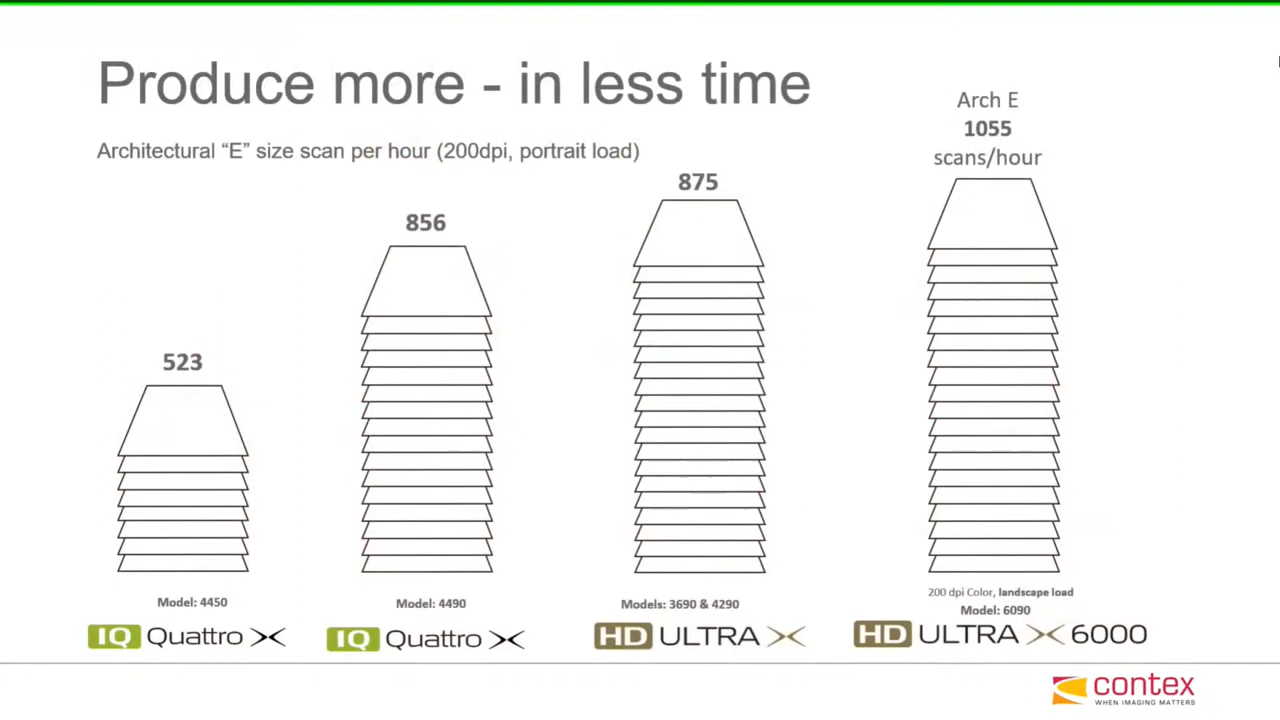 Produce more - in less time
Architectural “E” size scan per hour (200dpi, portrait load)
523
856
875
Arch E
1055
scans/hour
Model: 4450
IQ Quattro X
Model: 4490
IQ Quattro X
Models: 3690 & 4290
HD ULTRA X
200 dpi Color, landscape load
Model: 6090
HD ULTRA X 6000
contex
WHEN IMAGING MATTERS